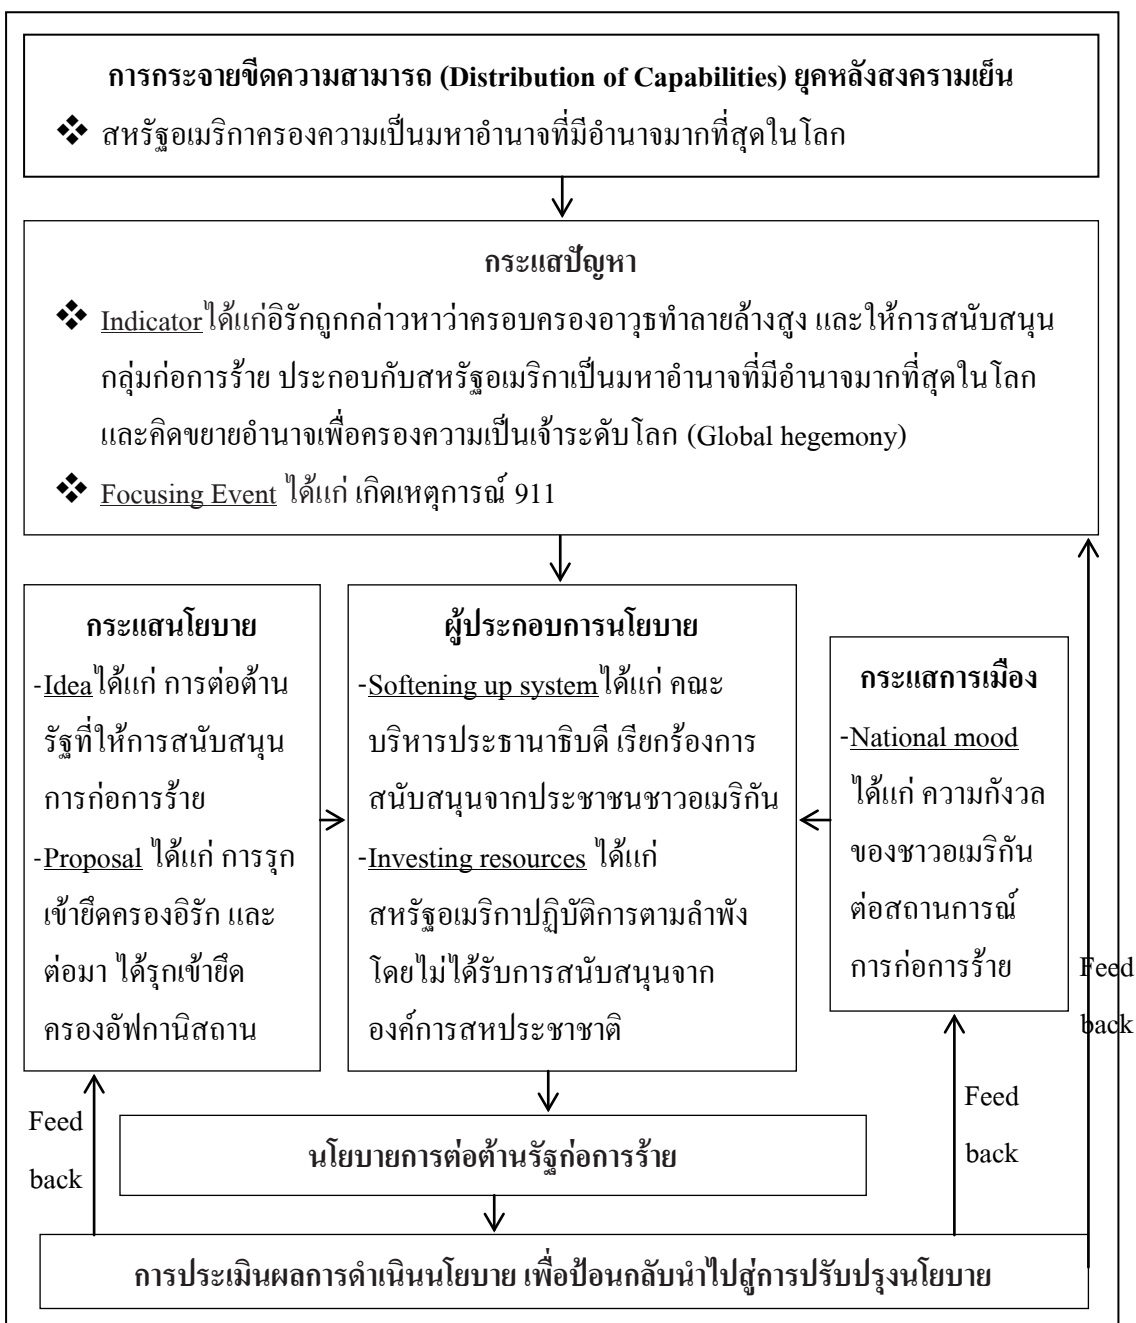 การกระจายขีดความสามารถ (Distribution of Capabilities) ยุคหลังสงครามเย็น
❖ สหรัฐอเมริกาครองความเป็นมหาอำนาจที่มีอำนาจมากที่สุดในโลก
กระแสปัญหา
❖ Indicatorได้แก่อิรักถูกกล่าวหาว่าครอบครองอาวุธทำลายล้างสูง และให้การสนับสนุน
กลุ่มก่อการร้าย ประกอบกับสหรัฐอเมริกาเป็นมหาอำนาจที่มีอำนาจมากที่สุดในโลก
และคิดขยายอำนาจเพื่อครองความเป็นเจ้าระดับโลก (Global hegemony)
❖ Focusing Event ได้แก่ เกิดเหตุการณ์ 911
กระแสนโยบาย
-Ideaได้แก่ การต่อต้าน
รัฐที่ให้การสนับสนุน
การก่อการร้าย
-Proposal ได้แก่ การรุก
เข้ายึดครองอิรัก และ
ต่อมา ได้รุกเข้ายึด
ครองอัฟกานิสถาน
ผู้ประกอบการนโยบาย
-Softening up systemได้แก่ คณะ
บริหารประธานาธิบดี เรียกร้องการ
สนับสนุนจากประชาชนชาวอเมริกัน
-Investing resources ได้แก่
สหรัฐอเมริกาปฏิบัติการตามลำพัง
โดยไม่ได้รับการสนับสนุนจาก
องค์การสหประชาชาติ
กระแสการเมือง
-National mood
ได้แก่ ความกังวล
ของชาวอเมริกัน
ต่อสถานการณ์
การก่อการร้าย
Feed
back
Feed
back
Feed
back
นโยบายการต่อต้านรัฐก่อการร้าย
การประเมินผลการดำเนินนโยบาย เพื่อป้อนกลับนำไปสู่การปรับปรุงนโยบาย